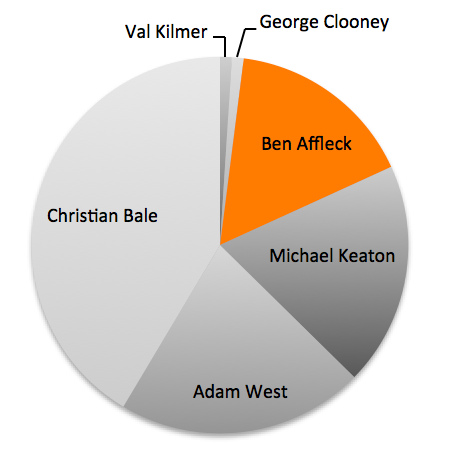 Val Kilmer
George Clooney
Ben Affleck
Christian Bale
Michael Keaton
Adam West